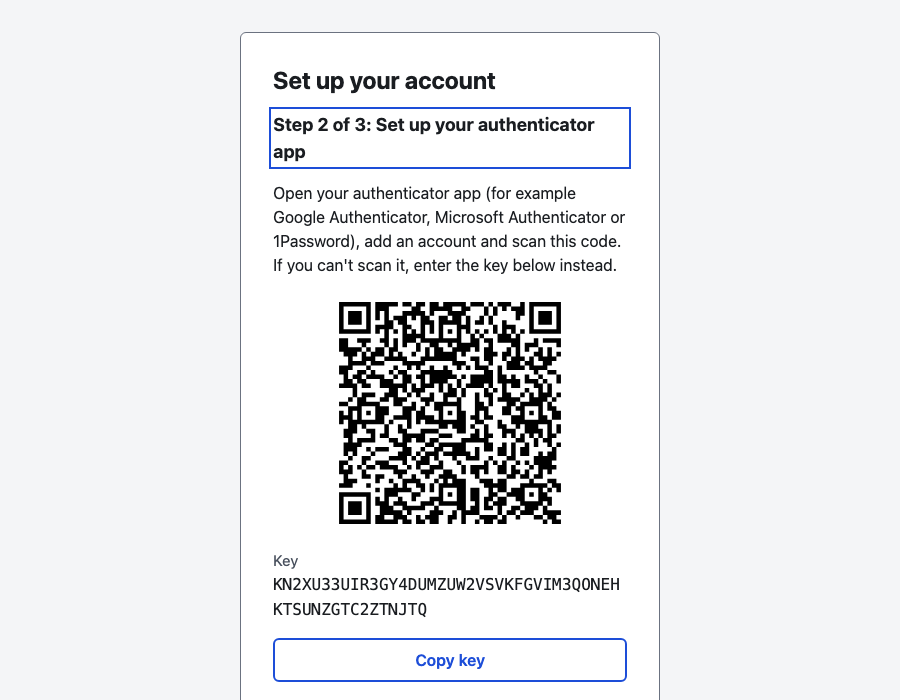 Set up your account
Step 2 of 3: Set up your authenticator
app
Open your authenticator app (for example
Google Authenticator, Microsoft Authenticator or
1Password), add an account and scan this code.
If you can't scan it, enter the key below instead.
Key
KN2XU33UIR3GY4DUMZUW2VSVKFGVIM3QONEH
KTSUNZGTC2ZTNJTQ
Copy key